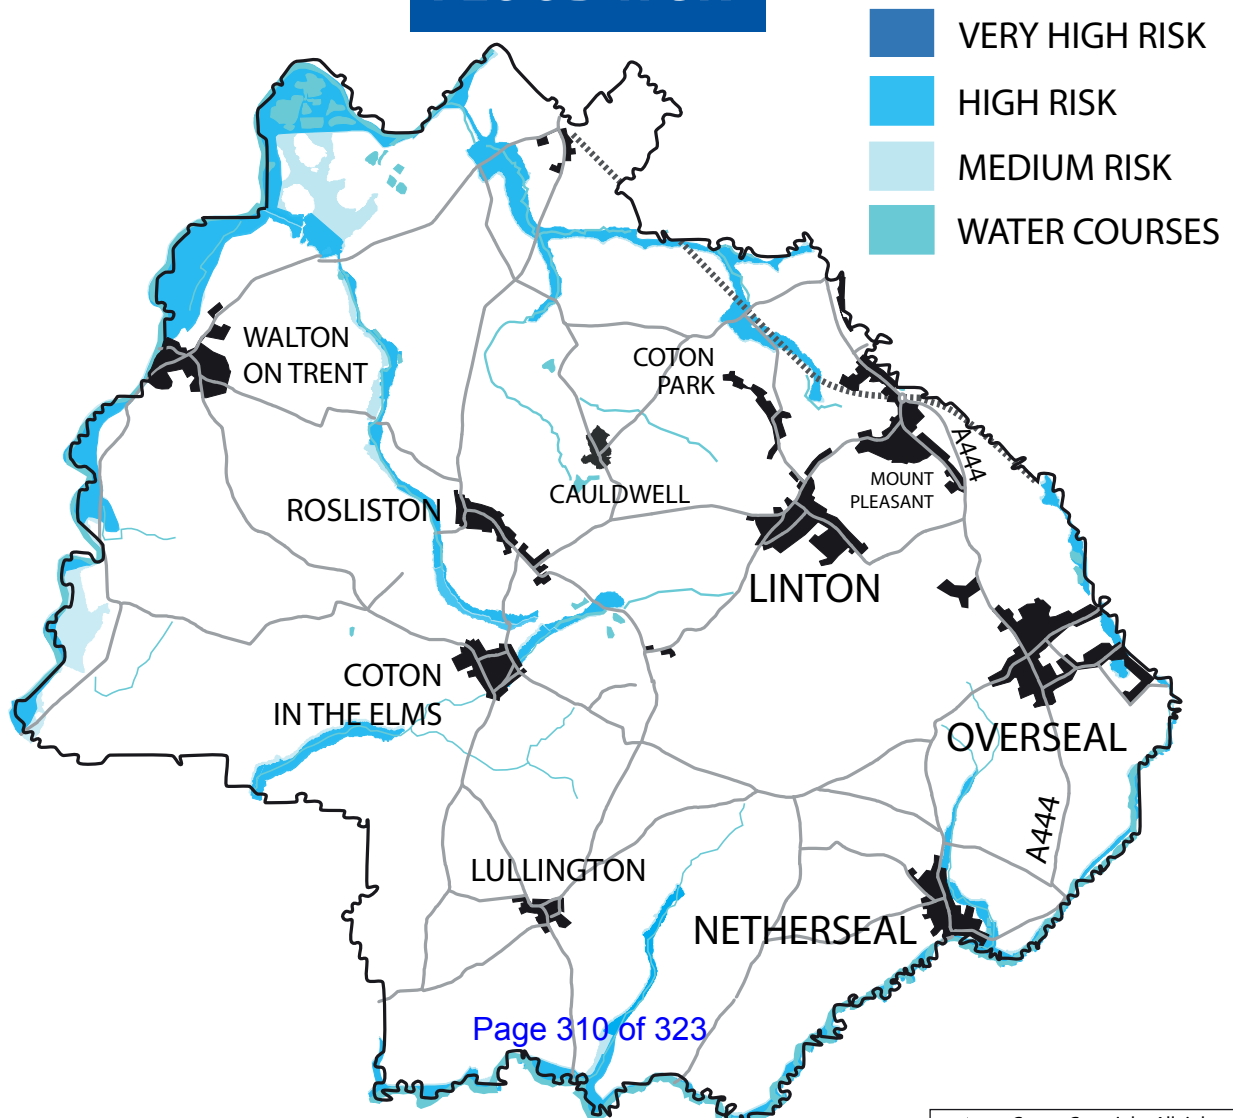 VERY HIGH RISK
HIGH RISK
MEDIUM RISK
WATER COURSES
WALTON
ON TRENT
COTON
PARK
A444
MOUNT
PLEASANT
CAULDWELL
ROSLISTON
LINTON
COTON
IN THE ELMS
OVERSEAL
A444
LULLINGTON
NETHERSEAL
Page 310 of 323